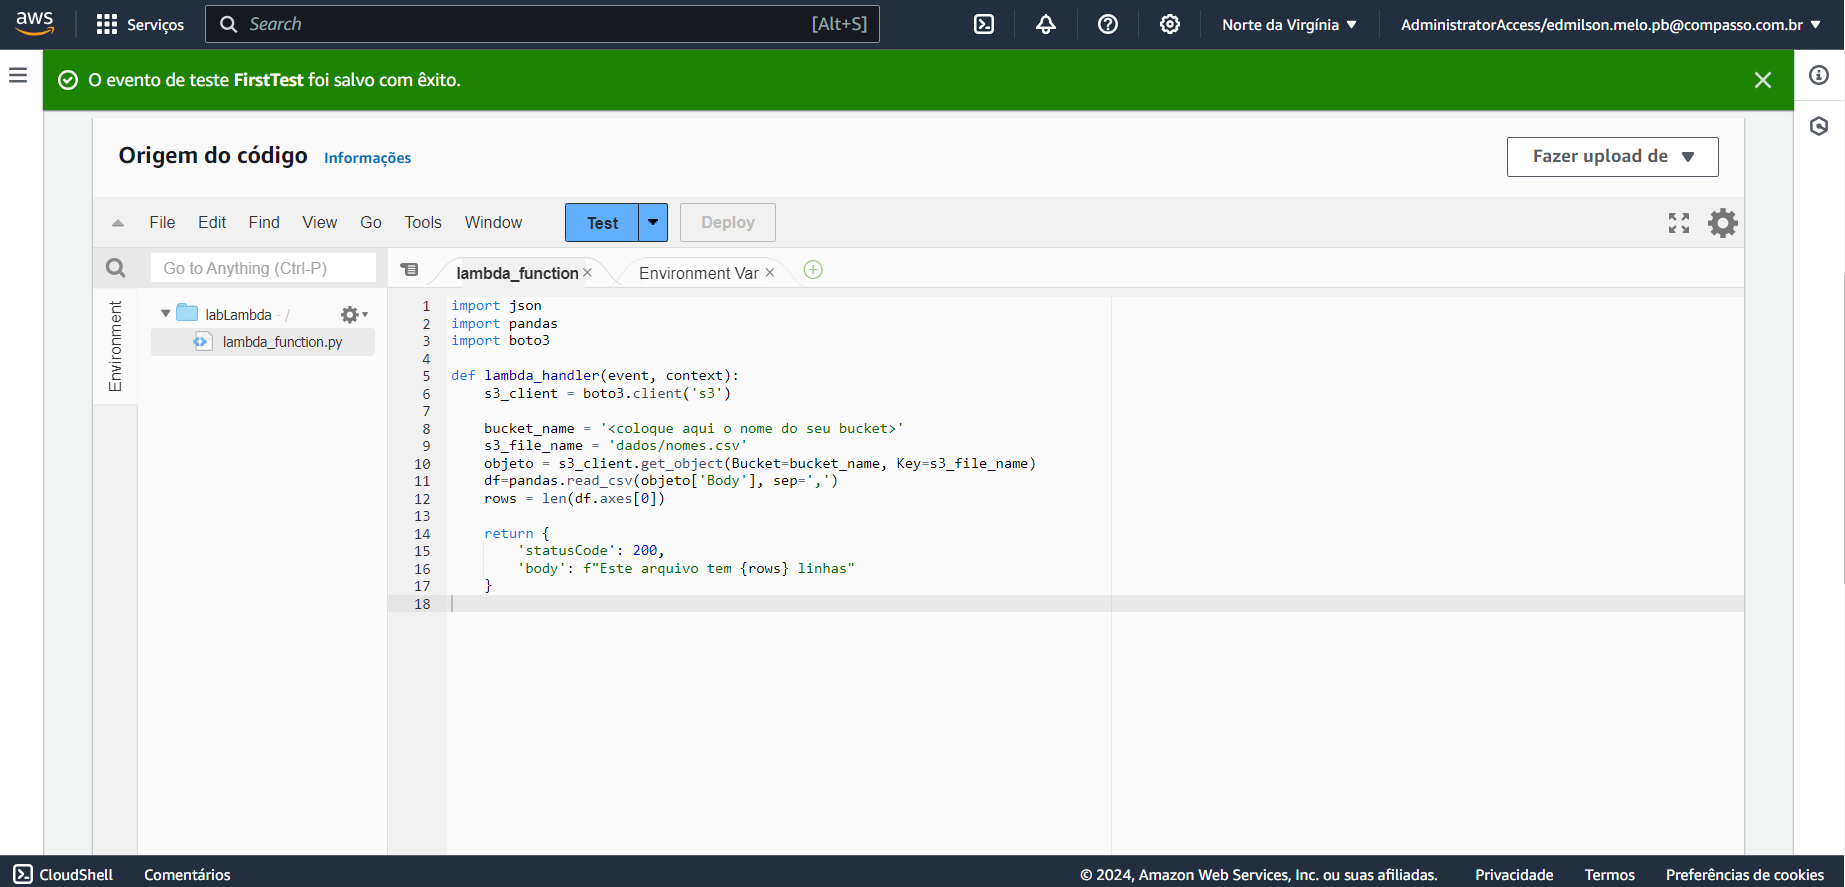 aws
Serviços
Search
[Alt+S]
Norte da Virgínia
AdministratorAccess/edmilson.melo.pb@compasso.com.br
O evento de teste FirstTest foi salvo com êxito.
Origem do código
Informações
Fazer upload de
File Edit Find View Go Tools Window
Test
Deploy
Go to Anything (Ctrl-P)
lambda_function
Environment Var
Environment
labLambda - /
lambda_function.py
1 import json
2 import pandas
3 import boto3
4
5 def lambda_handler(event, context):
6 s3_client = boto3.client('s3')
7
8 bucket_name = '<coloque aqui o nome do seu bucket>'
9 s3_file_name = 'dados/nomes.csv'
10 objeto = s3_client.get_object(Bucket=bucket_name, Key=s3_file_name)
11 df=pandas.read_csv(objeto['Body'], sep=',')
12 rows = len(df.axes[0])
13
14 return {
15 'statusCode': 200,
16 'body': f"Este arquivo tem {rows} linhas"
17 }
18
CloudShell
Comentários
© 2024, Amazon Web Services, Inc. ou suas afiliadas.
Privacidade
Termos
Preferências de cookies